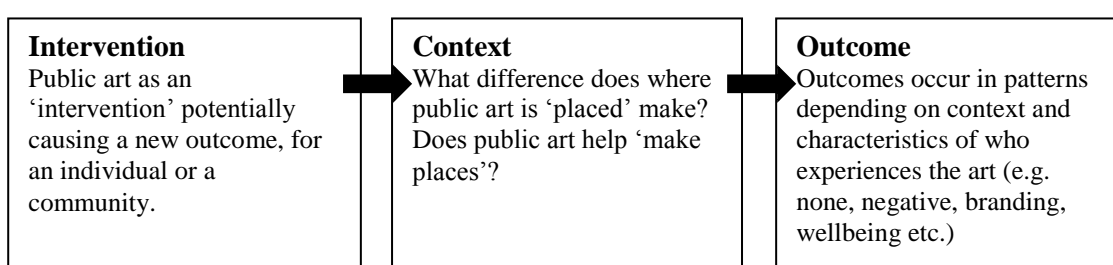 Intervention
Public art as an
‘intervention’ potentially
causing a new outcome, for
an individual or a
community.
Context
What difference does where
public art is ‘placed’ make?
Does public art help ‘make
places’?
Outcome
Outcomes occur in patterns
depending on context and
characteristics of who
experiences the art (e.g.
none, negative, branding,
wellbeing etc.)